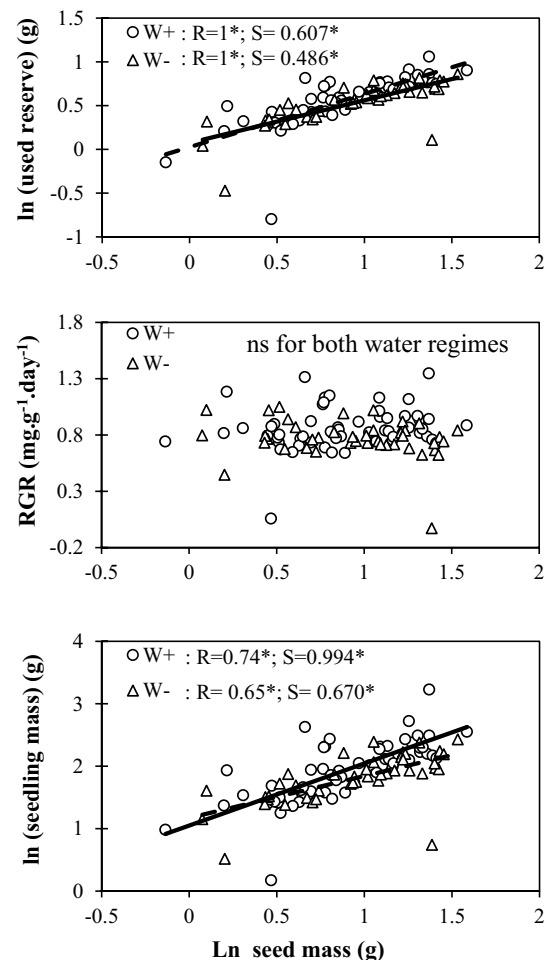 ln (used reserve) (g)
1.5
1
0.5
0
-0.5
-1
W+ : R=1*; S= 0.607*
W- : R=1*; S= 0.486*
-0.5 0 0.5 1 1.5 2
RGR (mg.g-1.day-1)
1.8
1.3
0.8
0.3
-0.2
W+
W-
ns for both water regimes
-0.5 0 0.5 1 1.5 2
ln (seedling mass) (g)
4
3
2
1
0
W+ : R=0.74*; S=0.994*
W- : R= 0.65*; S= 0.670*
-0.5 0 0.5 1 1.5 2
Ln seed mass (g)